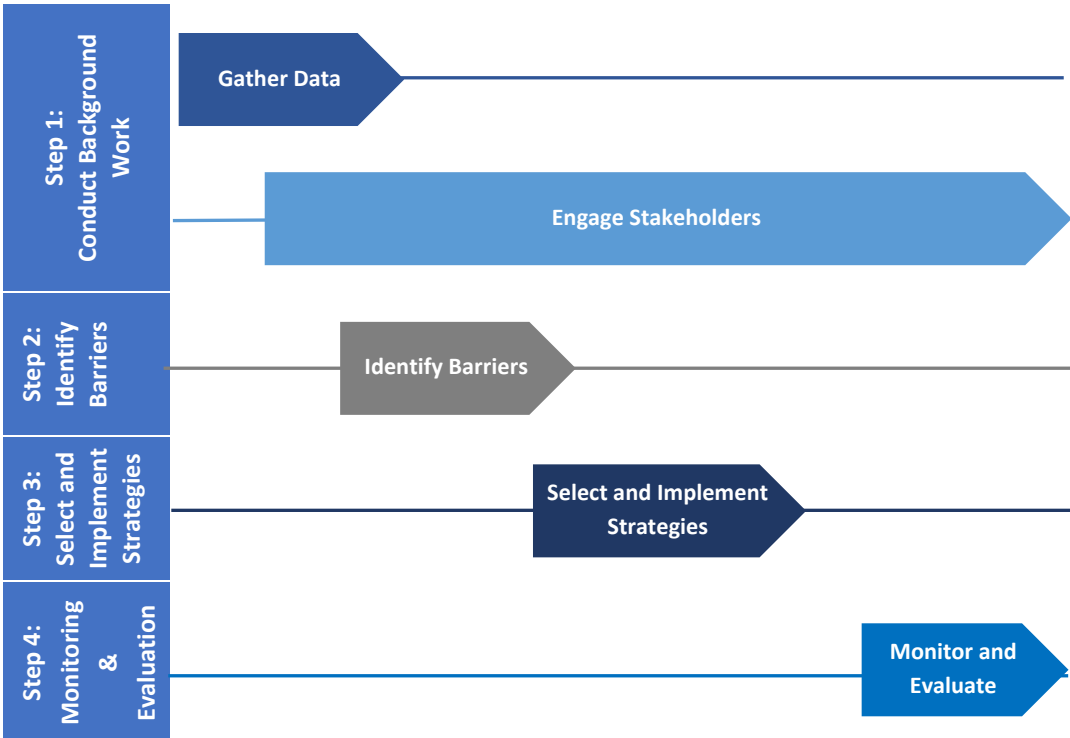 Step 1:
Conduct Background
Work
Gather Data
Engage Stakeholders
Step 2:
Identify
Barriers
Identify Barriers
Step 3:
Select and
Implement
Strategies
Select and Implement
Strategies
Step 4:
Monitoring
&
Evaluation
Monitor and
Evaluate